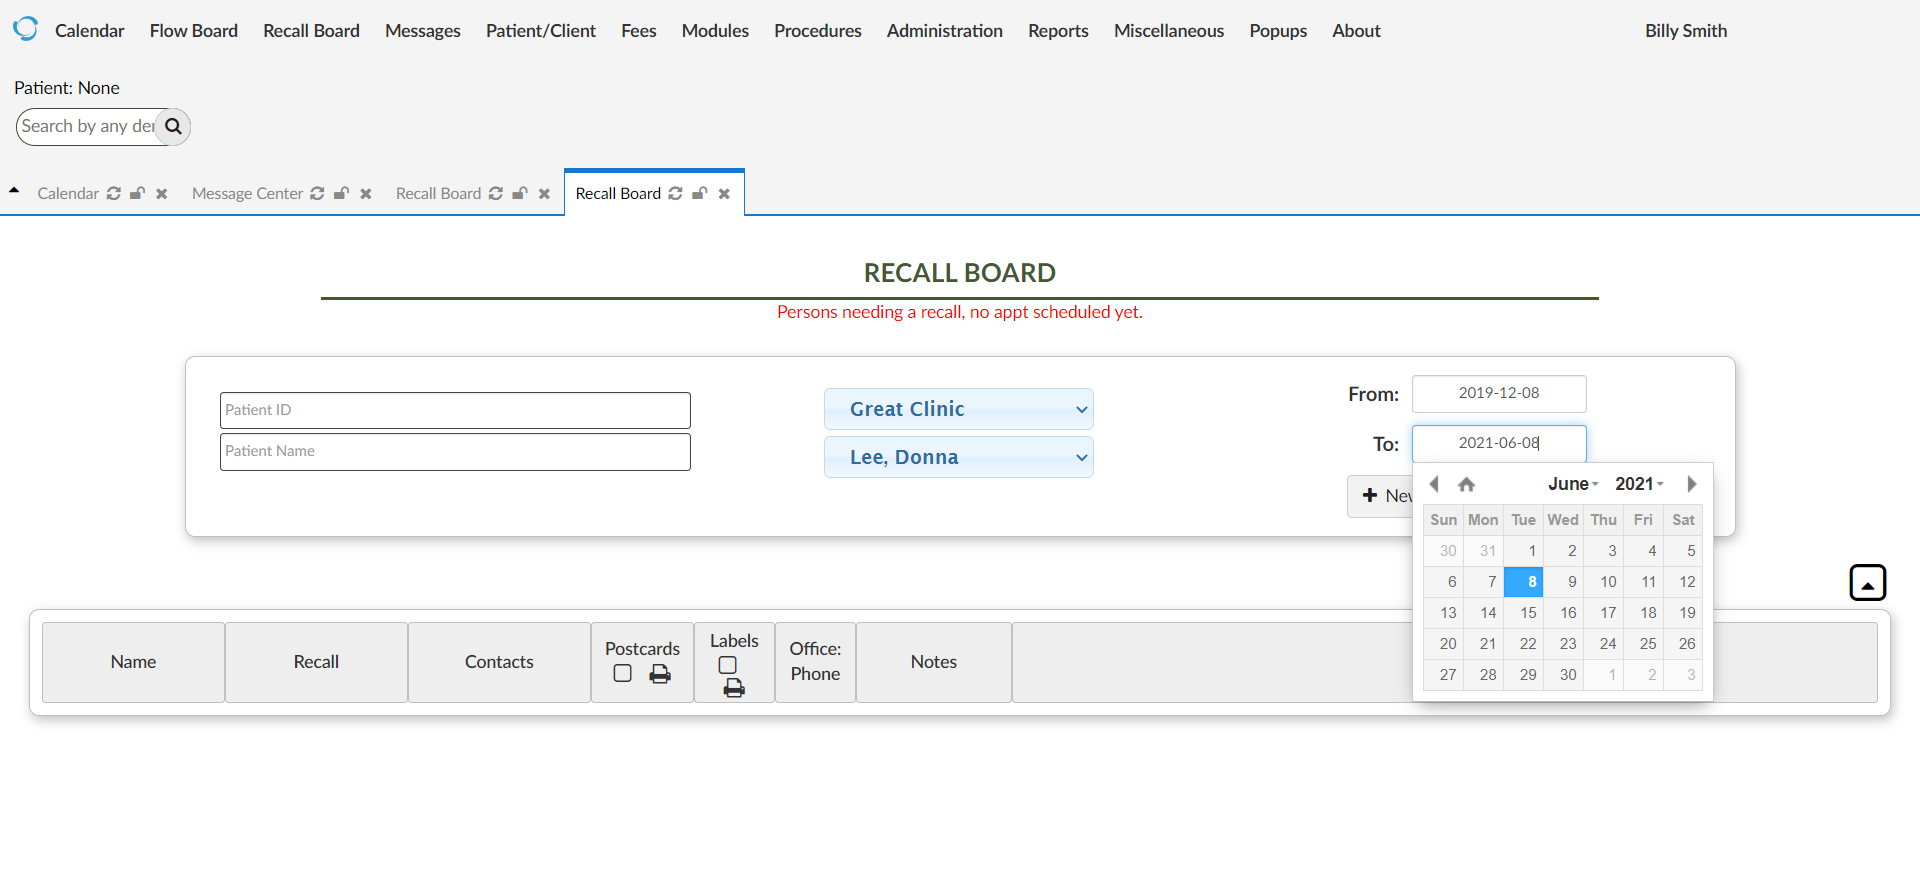 Calendar Flow Board Recall Board Messages Patient/Client Fees Modules Procedures Administration Reports Miscellaneous Popups About Billy Smith
Patient: None
Search by any der
Calendar Message Center Recall Board Recall Board
RECALL BOARD
Persons needing a recall, no appt scheduled yet.
Patient ID
Patient Name
Great Clinic
Lee, Donna
From: 2019-12-08
To: 2021-06-08
New
June 2021
Sun Mon Tue Wed Thu Fri Sat
30 31 1 2 3 4 5
6 7 8 9 10 11 12
13 14 15 16 17 18 19
20 21 22 23 24 25 26
27 28 29 30 1 2 3
Name Recall Contacts Postcards Labels Office: Phone Notes